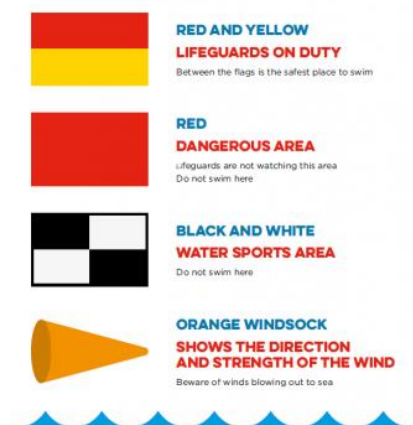 RED AND YELLOW
LIFEGUARDS ON DUTY
Between the flags is the safest place to swim
RED
DANGEROUS AREA
Lifeguards are not watching this area
Do not swim here
BLACK AND WHITE
WATER SPORTS AREA
Do not swim here
ORANGE WINDSOCK
SHOWS THE DIRECTION
AND STRENGTH OF THE WIND
Beware of winds blowing out to sea